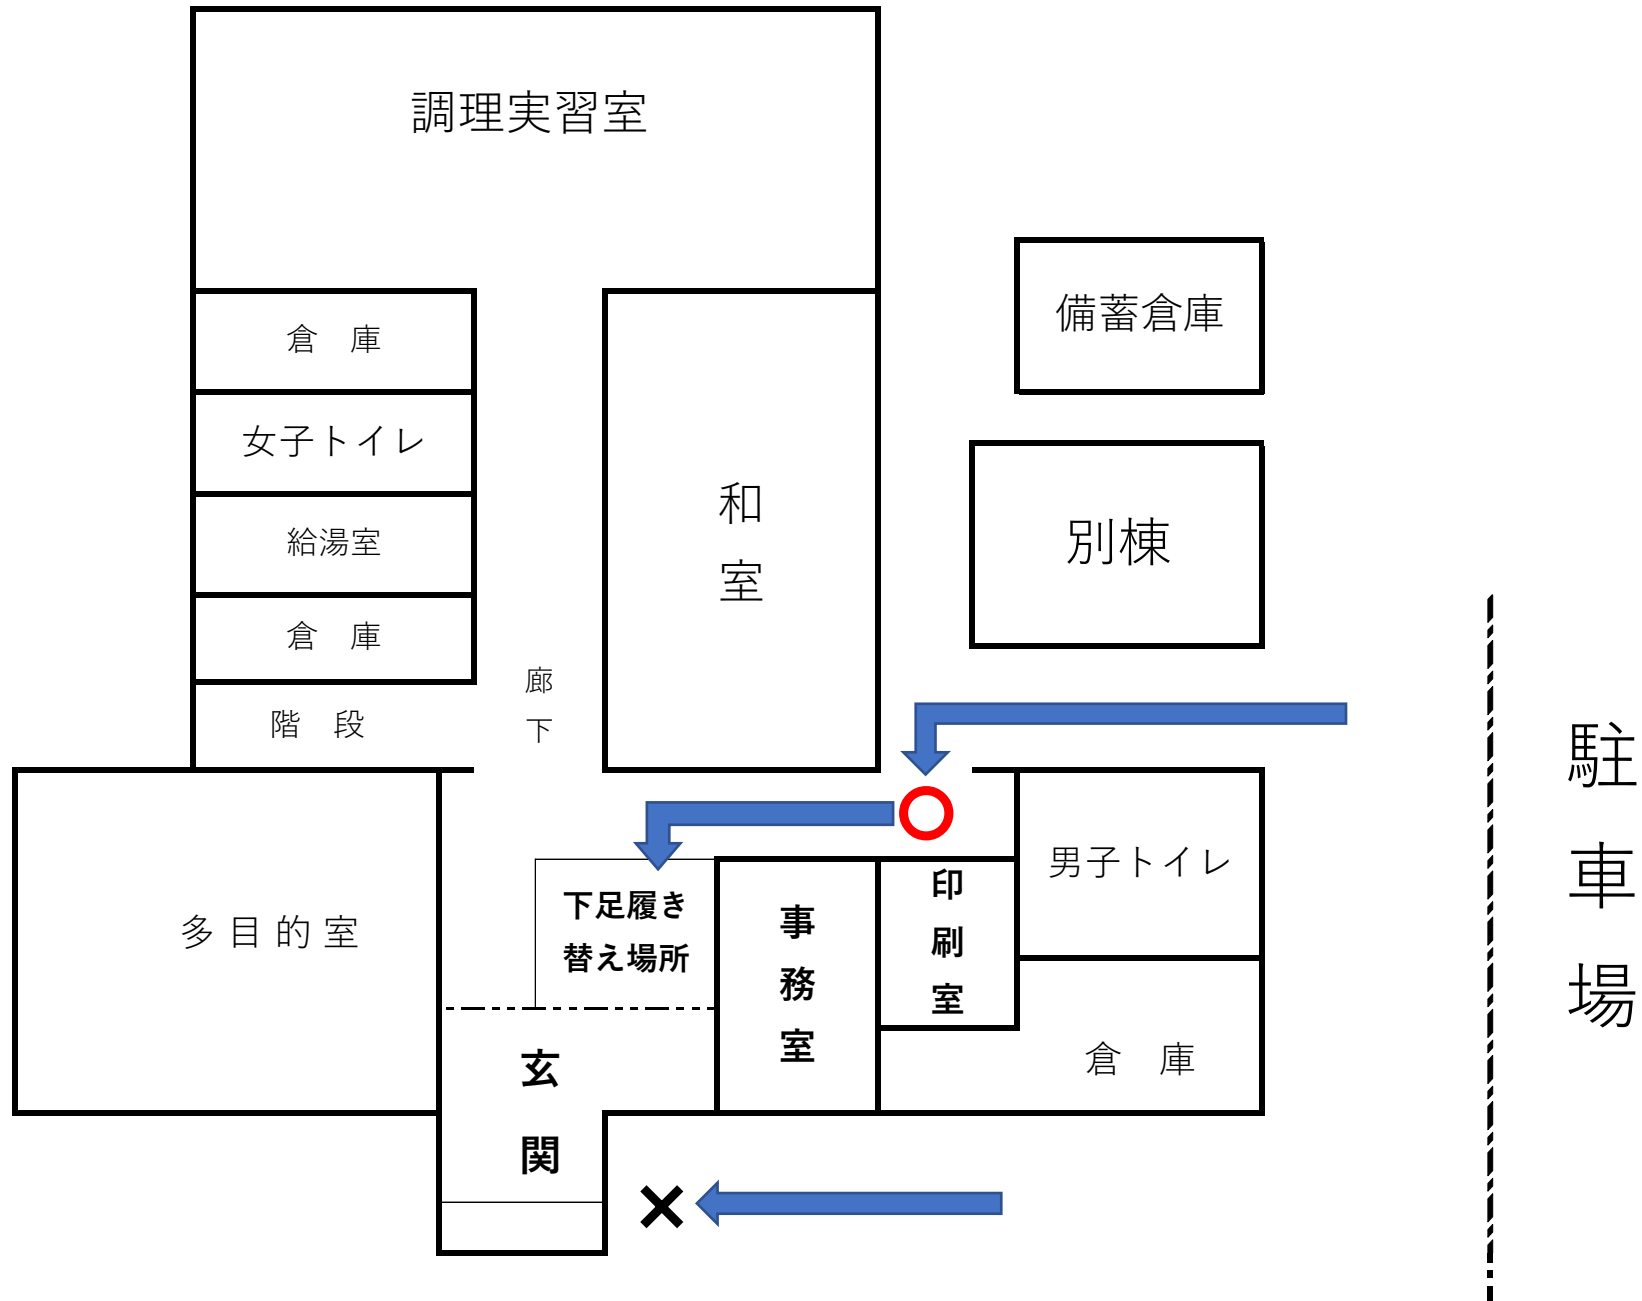 調理実習室
備蓄倉庫
倉　庫
女子トイレ
給湯室
倉　庫
階　段
廊下
和室
別棟
駐車場
男子トイレ
多目的室
下足履き
替え場所
事務室
印刷室
倉　庫
玄関